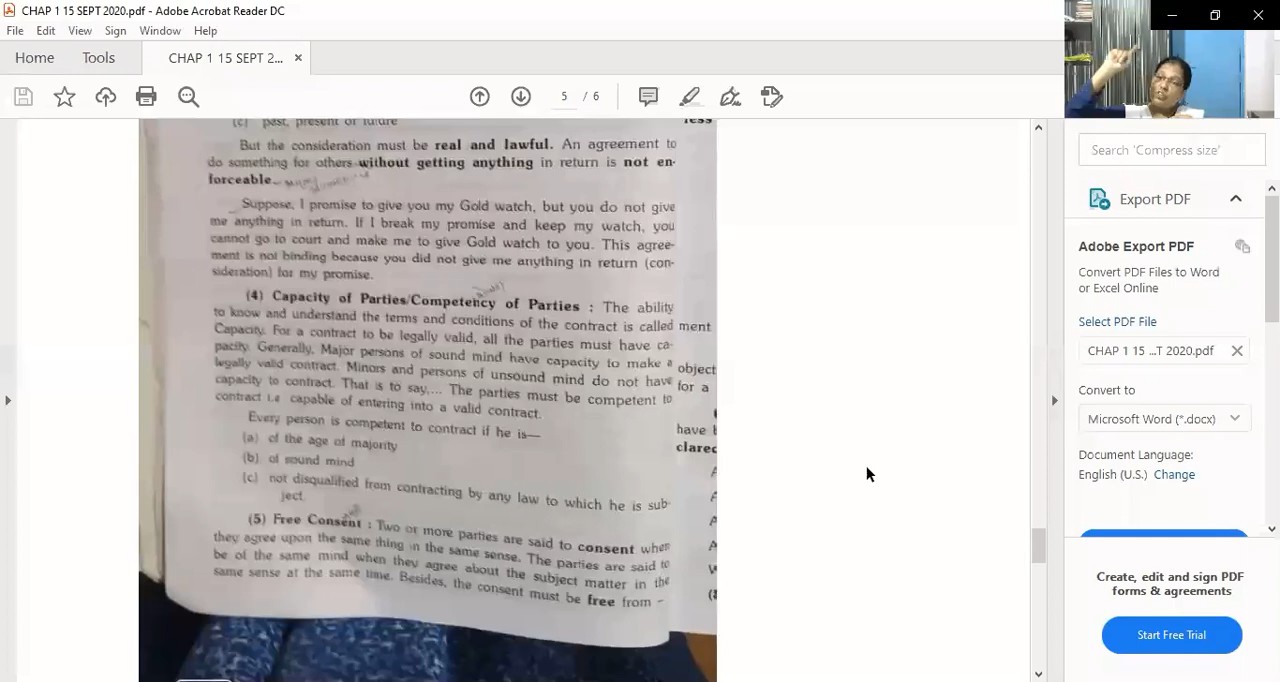 CHAP 1 15 SEPT 2020.pdf - Adobe Acrobat Reader DC
File Edit View Sign Window Help
Home Tools CHAP 1 15 SEPT 2... ×
5 / 6
(c) past, present or future
But the consideration must be real and lawful. An agreement to
do something for others without getting anything in return is not en-
forceable.
Suppose, I promise to give you my Gold watch, but you do not give
me anything in return. If I break my promise and keep my watch, you
cannot go to court and make me to give Gold watch to you. This agree-
ment is not binding because you did not give me anything in return (con-
sideration) for my promise.
(4) Capacity of Parties/Competency of Parties : The ability
to know and understand the terms and conditions of the contract is called
Capacity. For a contract to be legally valid, all the parties must have ca-
pacity. Generally, Major persons of sound mind have capacity to make a
legally valid contract. Minors and persons of unsound mind do not have
capacity to contract. That is to say,... The parties must be competent to
contract i.e capable of entering into a valid contract.
Every person is competent to contract if he is—
(a) of the age of majority
(b) of sound mind
(c) not disqualified from contracting by any law to which he is sub-
ject.
(5) Free Consent : Two or more parties are said to consent when
they agree upon the same thing in the same sense. The parties are said to
be of the same mind when they agree about the subject matter in the
same sense at the same time. Besides, the consent must be free from -
less
ment
object
for a
have b
clared
Search 'Compress size'
Export PDF
Adobe Export PDF
Convert PDF Files to Word
or Excel Online
Select PDF File
CHAP 1 15 ...T 2020.pdf
Convert to
Microsoft Word (*.docx)
Document Language:
English (U.S.) Change
Create, edit and sign PDF
forms & agreements
Start Free Trial